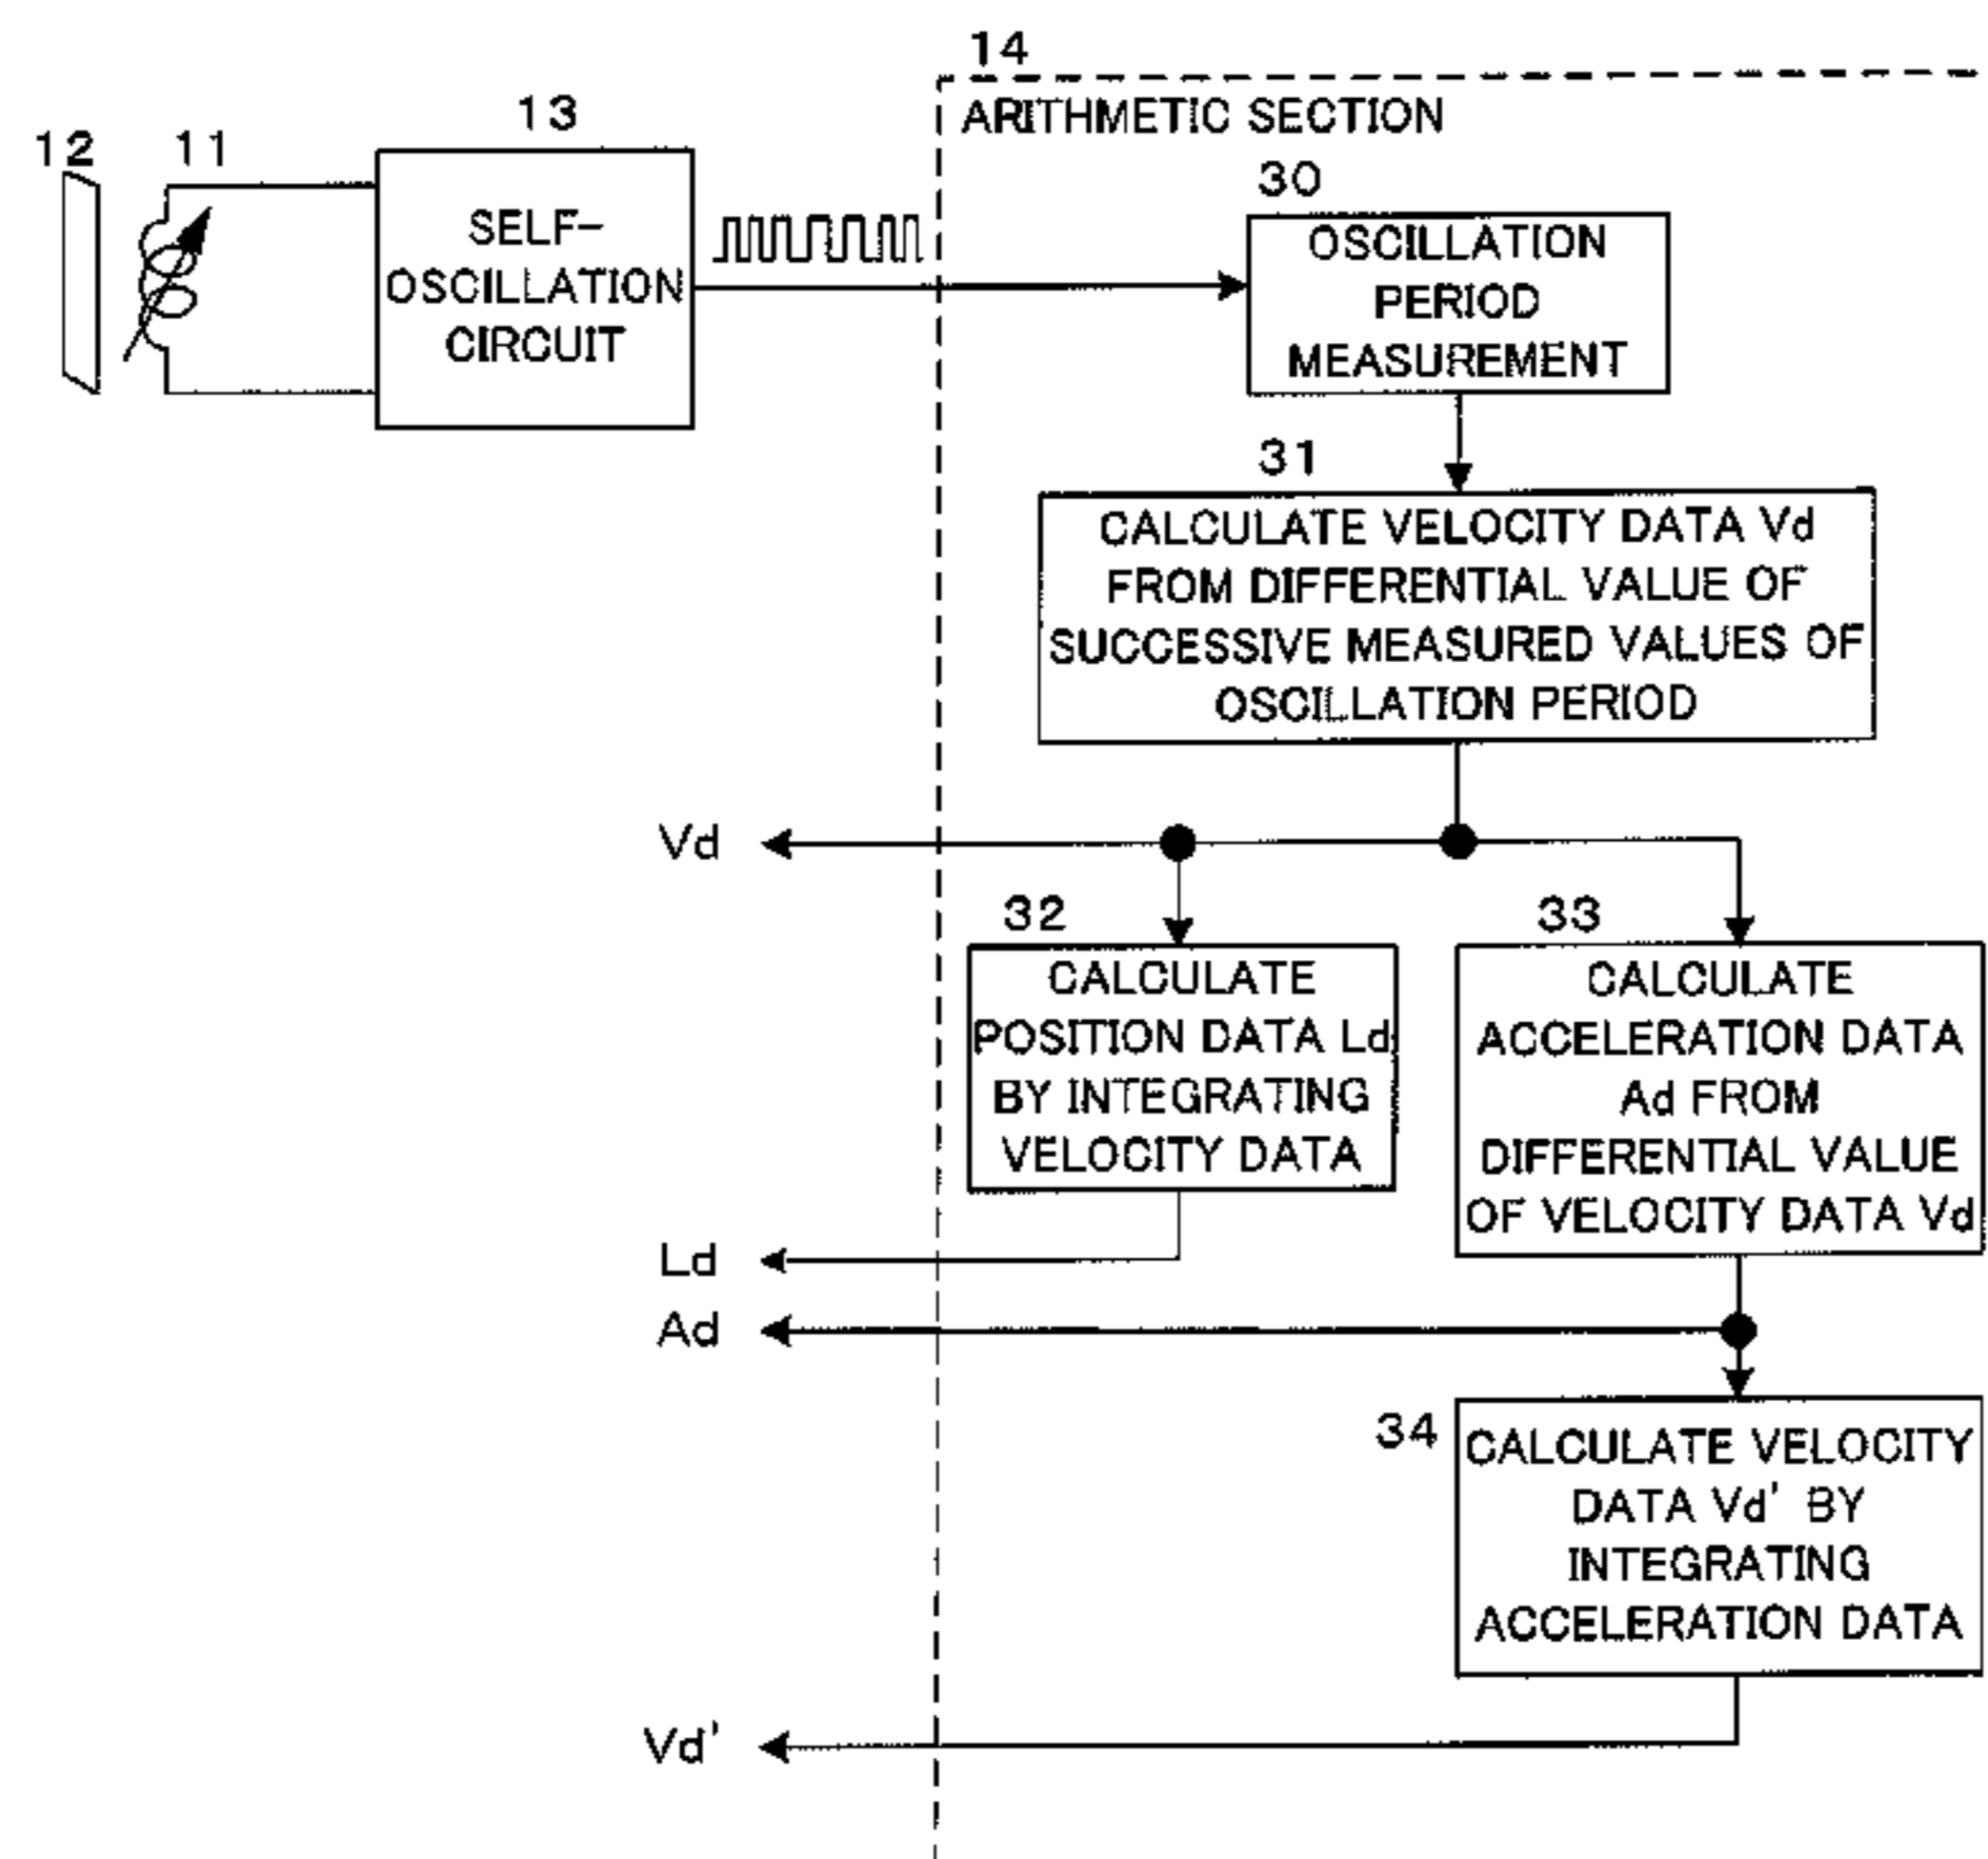 14
ARITHMETIC SECTION
12
11
13
SELF-
OSCILLATION
CIRCUIT
30
OSCILLATION
PERIOD
MEASUREMENT
31
CALCULATE VELOCITY DATA Vd
FROM DIFFERENTIAL VALUE OF
SUCCESSIVE MEASURED VALUES OF
OSCILLATION PERIOD
Vd
32
CALCULATE
POSITION DATA Ld
BY INTEGRATING
VELOCITY DATA
33
CALCULATE
ACCELERATION DATA
Ad FROM
DIFFERENTIAL VALUE
OF VELOCITY DATA Vd
Ld
Ad
34
CALCULATE VELOCITY
DATA Vd' BY
INTEGRATING
ACCELERATION DATA
Vd'